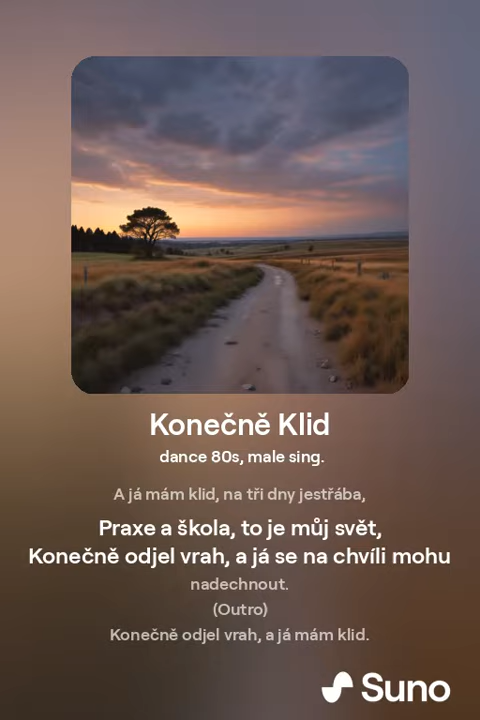 Konečně Klid
dance 80s, male sing.
A já mám klid, na tři dny jestřába,
Praxe a škola, to je můj svět,
Konečně odjel vrah, a já se na chvíli mohu
nadechnout.
(Outro)
Konečně odjel vrah, a já mám klid.
Suno